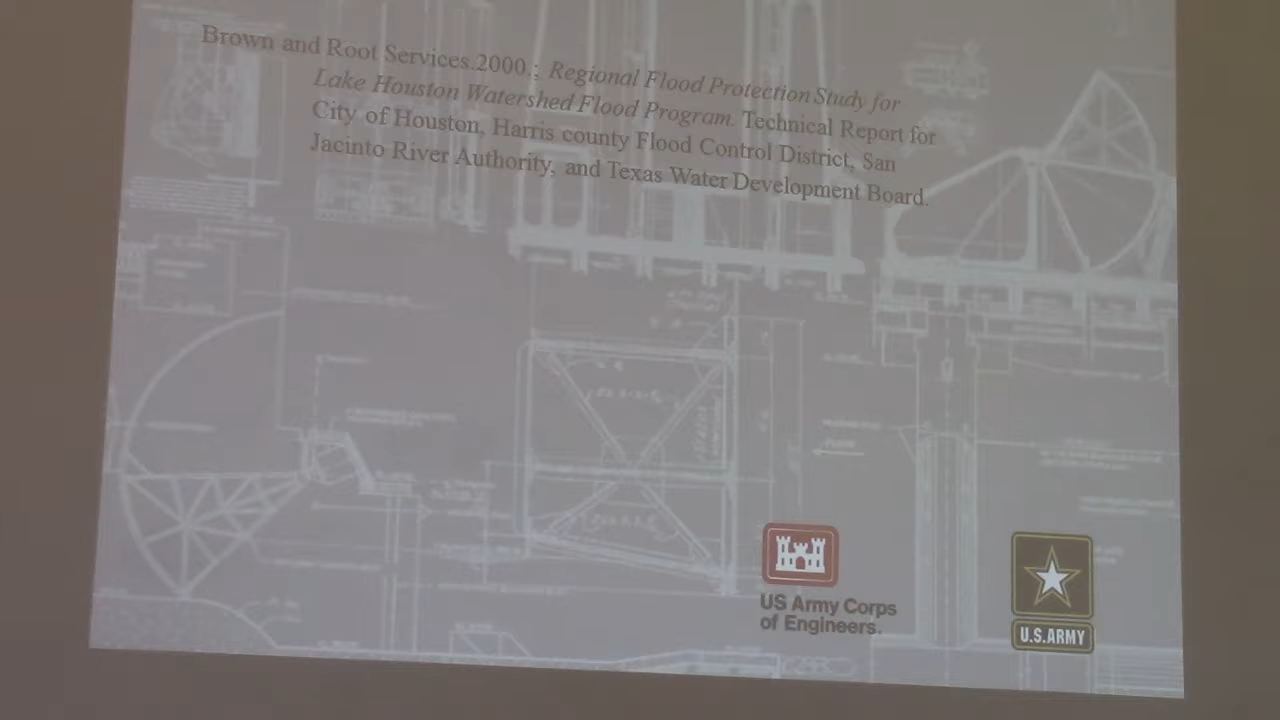 Brown and Root Services.2000.; Regional Flood Protection Study for
Lake Houston Watershed Flood Program. Technical Report for
City of Houston, Harris county Flood Control District, San
Jacinto River Authority, and Texas Water Development Board.
US Army Corps
of Engineers.
U.S.ARMY